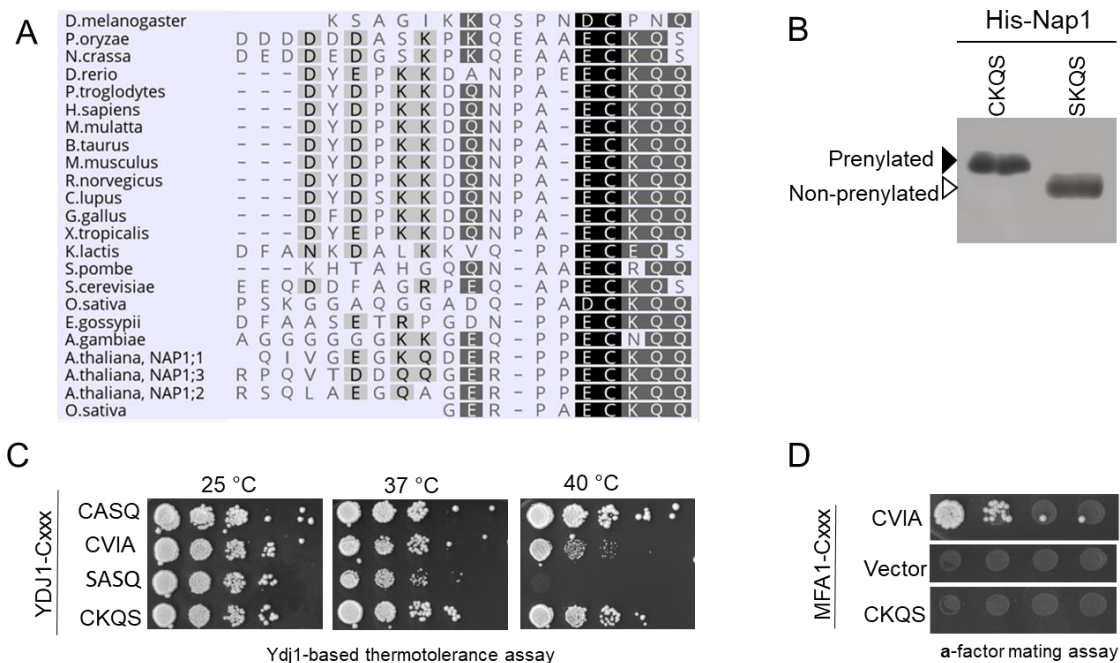 A
D.melanogaster K S A G I K K Q S P N D C P N Q
P.oryzae D D D D D D A S K P K Q E A A E C K Q S
N.crassa D E D D E D G S K P K Q E A A E C K Q S
D.rerio - - - D Y E P K K D A N P P E E C K Q Q
P.troglodytes - - - D Y D P K K D Q N P A - E C K Q Q
H.sapiens - - - D Y D P K K D Q N P A - E C K Q Q
M.mulatta - - - D Y D P K K D Q N P A - E C K Q Q
B.taurus - - - D Y D P K K D Q N P A - E C K Q Q
M.musculus - - - D Y D P K K D Q N P A - E C K Q Q
R.norvegicus - - - D Y D P K K D Q N P A - E C K Q Q
C.lupus - - - D Y D S K K D Q N P A - E C K Q Q
G.gallus - - - D F D P K K D Q N P A - E C K Q Q
X.tropicalis - - - D Y E P K K D Q N P A - E C K Q Q
K.lactis D F A N K D A L K K V Q - P P E C E Q S
S.pombe - - - K H T A H G Q Q N - A A E C R Q Q
S.cerevisiae E E Q D D F A G R P E Q - A P E C K Q S
O.sativa P S K G G A Q G G A D Q - P A D C K Q Q
E.gossypii D F A A S E T R P G D N - P P E C K Q Q
A.gambiae A G G G G G G K K G E Q - P P E C N Q Q
A.thaliana, NAP1;1 Q I V G E G K Q D E R - P P E C K Q Q
A.thaliana, NAP1;3 R P Q V T D D Q Q G E R - P P E C K Q Q
A.thaliana, NAP1;2 R S Q L A E G Q A G E R - P P E C K Q Q
O.sativa G E R - P A E C K Q Q
B
His-Nap1
CKQS
SKQS
Prenylated
Non-prenylated
C
25 °C 37 °C 40 °C
YDJ1-Cxxx
CASQ
CVIA
SASQ
CKQS
Ydj1-based thermotolerance assay
D
MFA1-Cxxx
CVIA
Vector
CKQS
a-factor mating assay